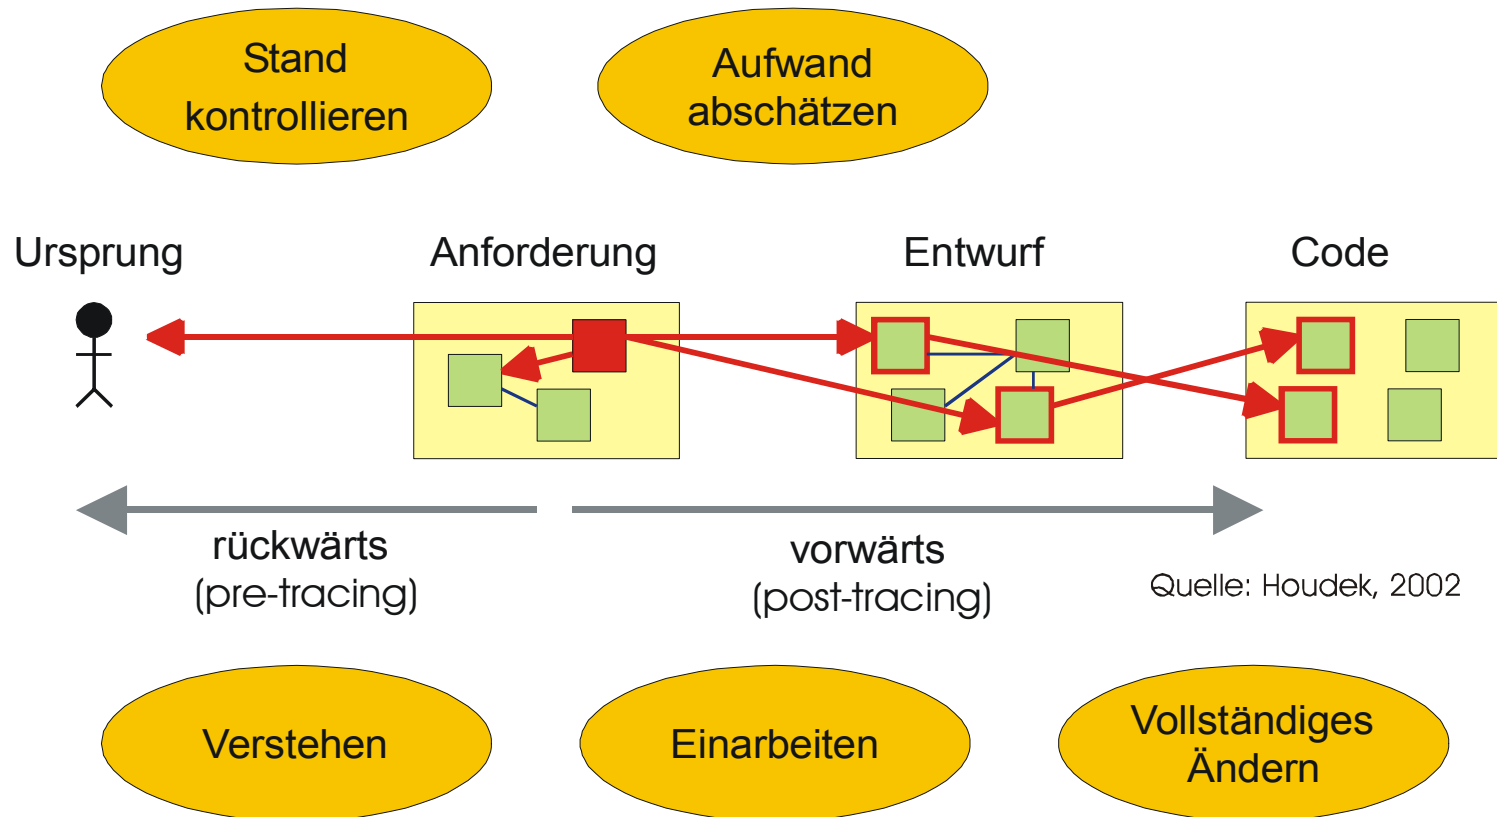 Stand
kontrollieren
Aufwand
abschätzen
Ursprung
Anforderung
Entwurf
Code
rückwärts
(pre-tracing)
vorwärts
(post-tracing)
Quelle: Houdek, 2002
Verstehen
Einarbeiten
Vollständiges
Ändern